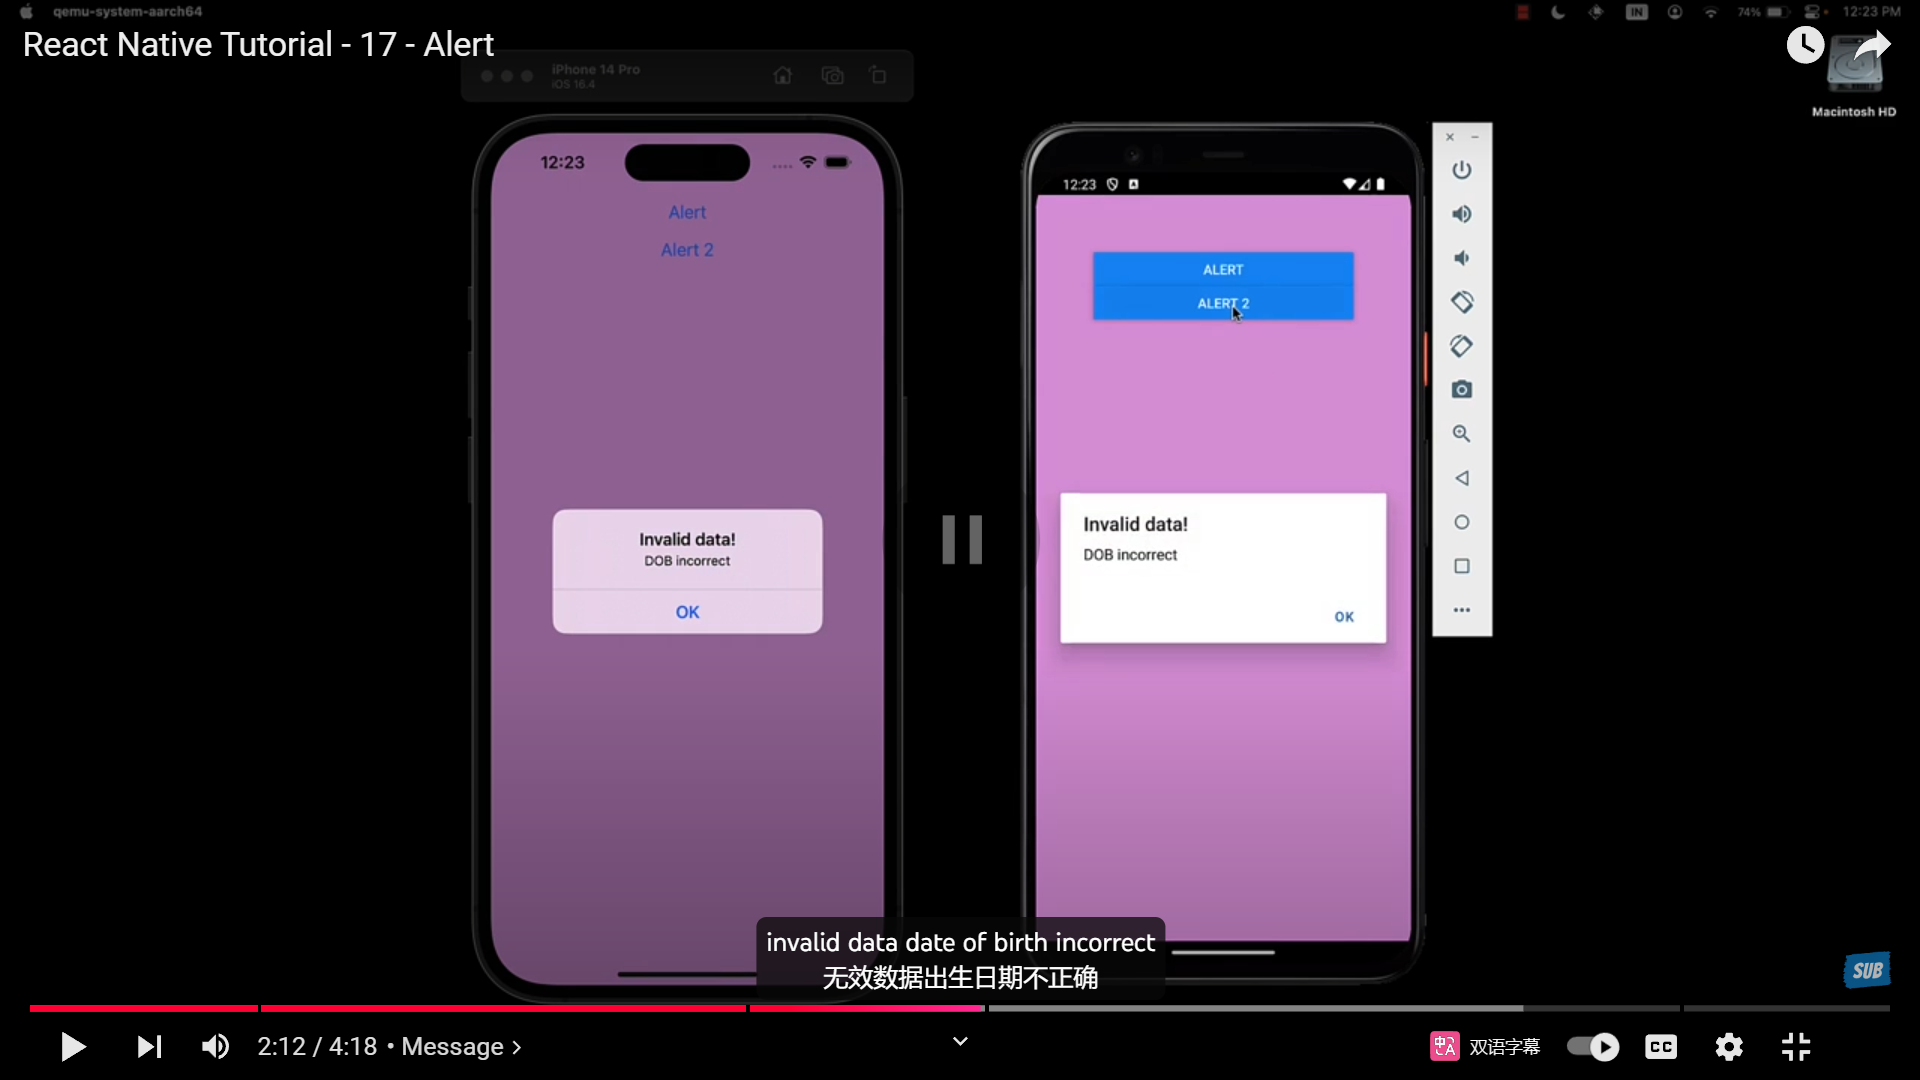 qemu-system-aarch64
IN
74%
12:23 PM
React Native Tutorial - 17 - Alert
iPhone 14 Pro
iOS 16.4
Macintosh HD
12:23
Alert
Alert 2
Invalid data!
DOB incorrect
OK
12:23
ALERT
ALERT 2
Invalid data!
DOB incorrect
OK
invalid data date of birth incorrect
无效数据出生日期不正确
SUB
2:12 / 4:18 • Message
双语字幕
CC